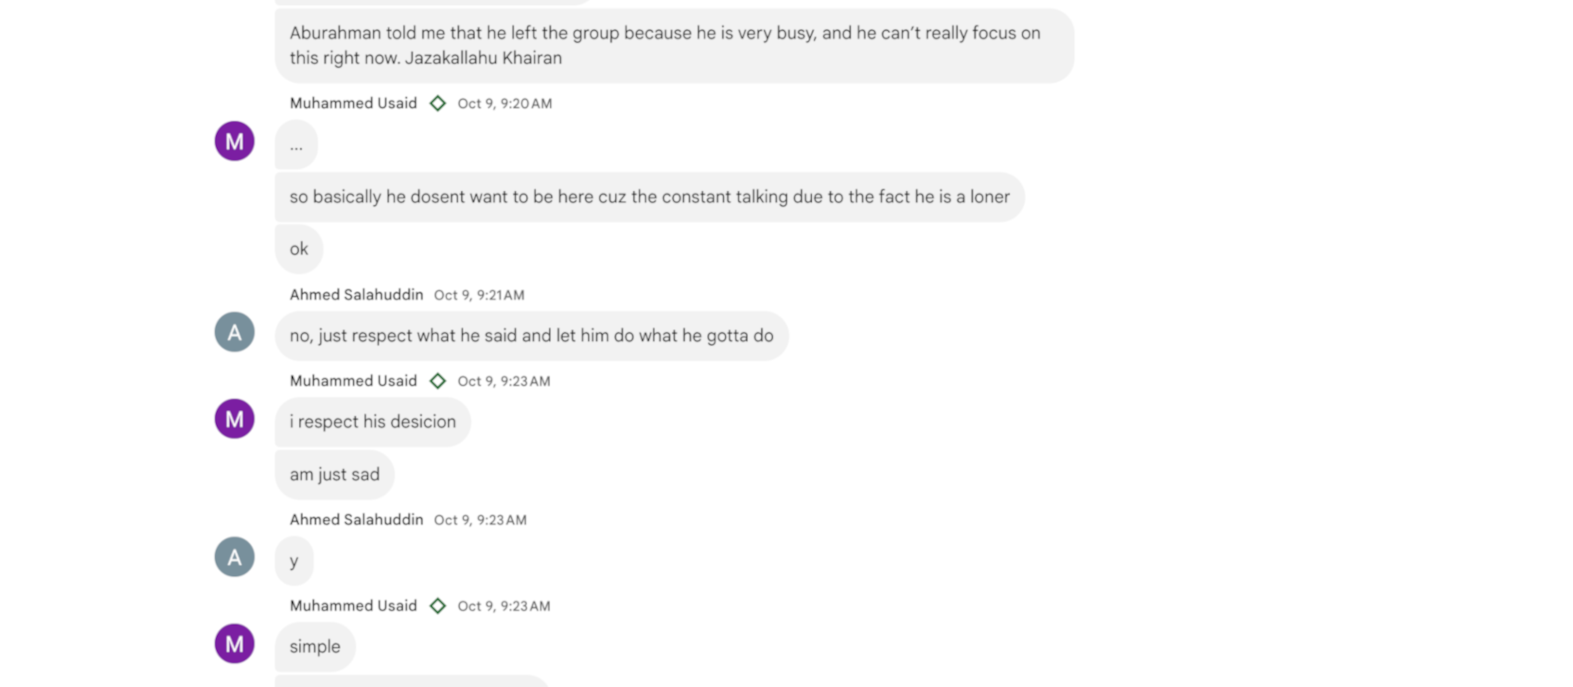 Aburahman told me that he left the group because he is very busy, and he can't really focus on
this right now. Jazakallahu Khairan
Muhammed Usaid Oct 9, 9:20 AM
M
...
so basically he dosent want to be here cuz the constant talking due to the fact he is a loner
ok
Ahmed Salahuddin Oct 9, 9:21 AM
A
no, just respect what he said and let him do what he gotta do
Muhammed Usaid Oct 9, 9:23 AM
M
i respect his desicion
am just sad
Ahmed Salahuddin Oct 9, 9:23 AM
A
y
Muhammed Usaid Oct 9, 9:23 AM
M
simple